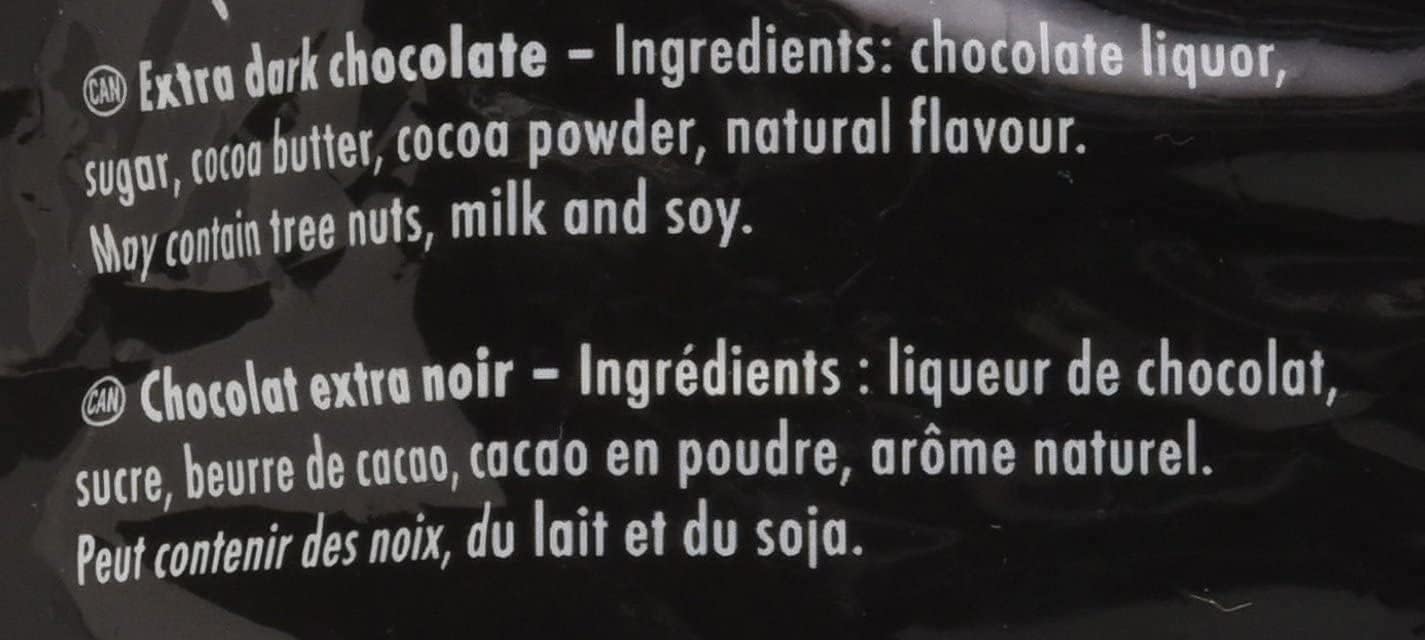 CAN Extra dark chocolate – Ingredients: chocolate liquor,
sugar, cocoa butter, cocoa powder, natural flavour.
May contain tree nuts, milk and soy.
CAN Chocolat extra noir – Ingrédients : liqueur de chocolat,
sucre, beurre de cacao, cacao en poudre, arôme naturel.
Peut contenir des noix, du lait et du soja.